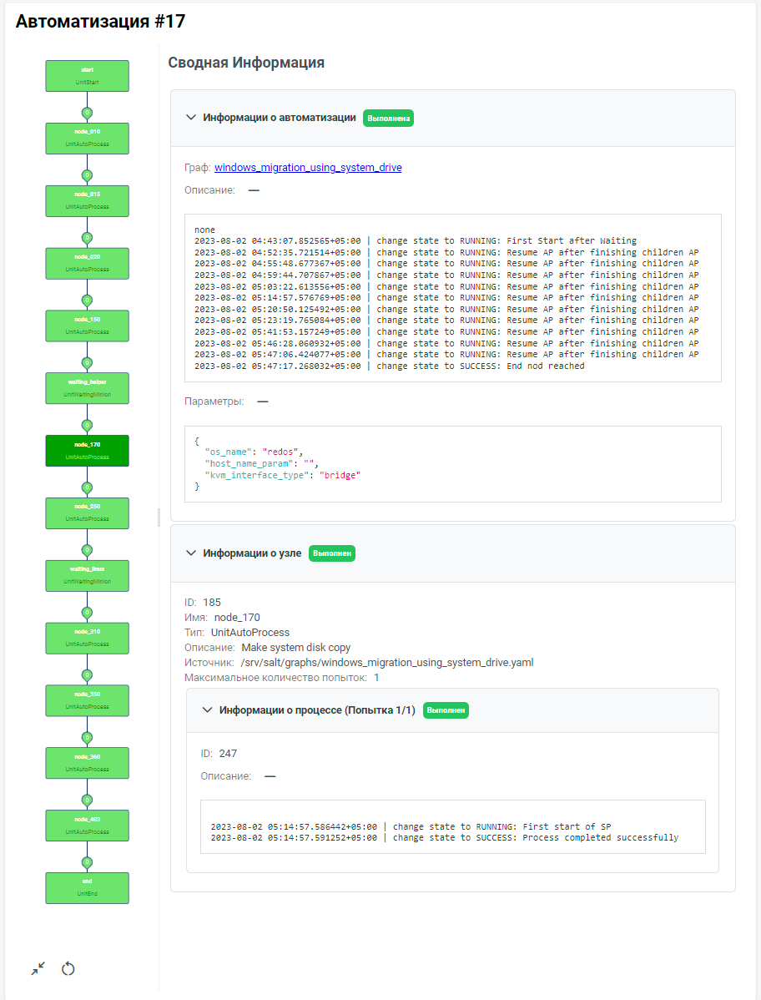 Автоматизация #17
start
UnitStart
0
node_010
UnitAutoProcess
0
node_015
UnitAutoProcess
0
node_020
UnitAutoProcess
0
node_150
UnitAutoProcess
0
waiting_helper
UnitWaitingMinion
0
node_170
UnitAutoProcess
0
node_250
UnitAutoProcess
0
waiting_linux
UnitWaitingMinion
0
node_310
UnitAutoProcess
0
node_350
UnitAutoProcess
0
node_360
UnitAutoProcess
0
node_403
UnitAutoProcess
0
end
UnitEnd
Сводная Информация
Информации о автоматизации Выполнена
Граф: windows_migration_using_system_drive
Описание: —
none
2023-08-02 04:43:07.852565+05:00 | change state to RUNNING: First Start after Waiting
2023-08-02 04:52:35.721514+05:00 | change state to RUNNING: Resume AP after finishing children AP
2023-08-02 04:55:48.677367+05:00 | change state to RUNNING: Resume AP after finishing children AP
2023-08-02 04:59:44.707867+05:00 | change state to RUNNING: Resume AP after finishing children AP
2023-08-02 05:03:22.613556+05:00 | change state to RUNNING: Resume AP after finishing children AP
2023-08-02 05:14:57.576769+05:00 | change state to RUNNING: Resume AP after finishing children AP
2023-08-02 05:20:50.125492+05:00 | change state to RUNNING: Resume AP after finishing children AP
2023-08-02 05:23:19.765084+05:00 | change state to RUNNING: Resume AP after finishing children AP
2023-08-02 05:41:53.157249+05:00 | change state to RUNNING: Resume AP after finishing children AP
2023-08-02 05:46:28.060932+05:00 | change state to RUNNING: Resume AP after finishing children AP
2023-08-02 05:47:06.424077+05:00 | change state to RUNNING: Resume AP after finishing children AP
2023-08-02 05:47:17.268032+05:00 | change state to SUCCESS: End nod reached
Параметры: —
{
"os_name": "redos",
"host_name_param": "",
"kvm_interface_type": "bridge"
}
Информации о узле Выполнен
ID: 185
Имя: node_170
Тип: UnitAutoProcess
Описание: Make system disk copy
Источник: /srv/salt/graphs/windows_migration_using_system_drive.yaml
Максимальное количество попыток: 1
Информации о процессе (Попытка 1/1) Выполнен
ID: 247
Описание: —
2023-08-02 05:14:57.586442+05:00 | change state to RUNNING: First start of SP
2023-08-02 05:14:57.591252+05:00 | change state to SUCCESS: Process completed successfully